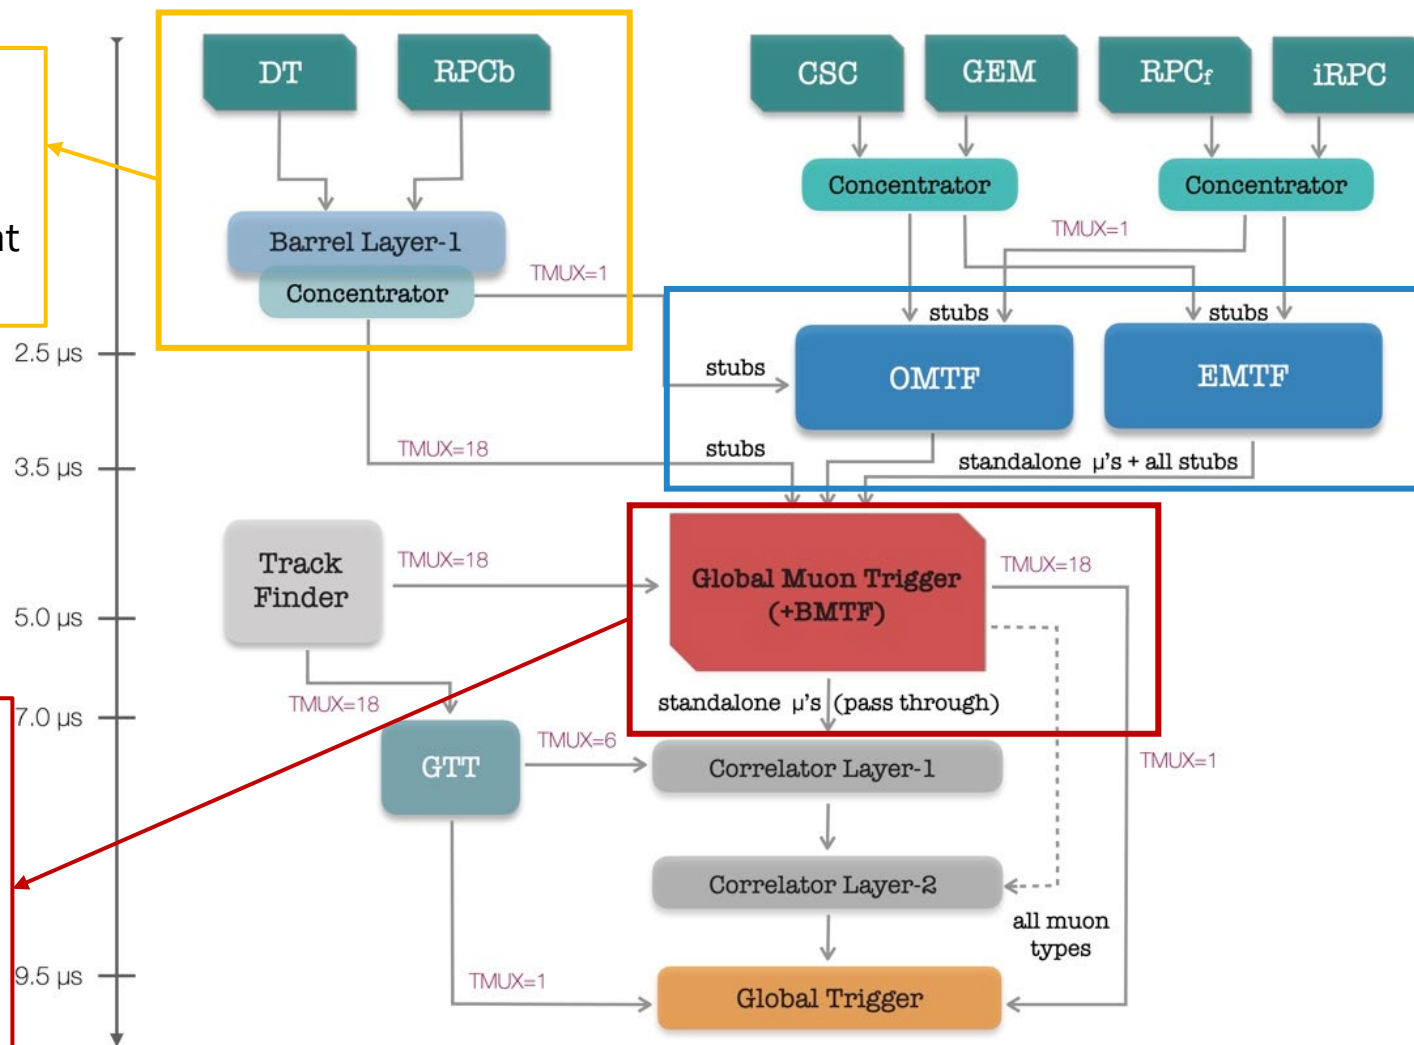 DT
RPCb
CSC
GEM
RPCf
iRPC
Concentrator
Concentrator
TMUX=1
Barrel Layer-1
Concentrator
TMUX=1
stubs
stubs
2.5 µs
stubs
OMTF
EMTF
3.5 µs
TMUX=18
stubs
standalone µ's + all stubs
Track
Finder
TMUX=18
Global Muon Trigger
(+BMTF)
TMUX=18
5.0 µs
TMUX=18
standalone µ's (pass through)
7.0 µs
GTT
TMUX=6
Correlator Layer-1
TMUX=1
Correlator Layer-2
all muon
types
9.5 µs
TMUX=1
Global Trigger